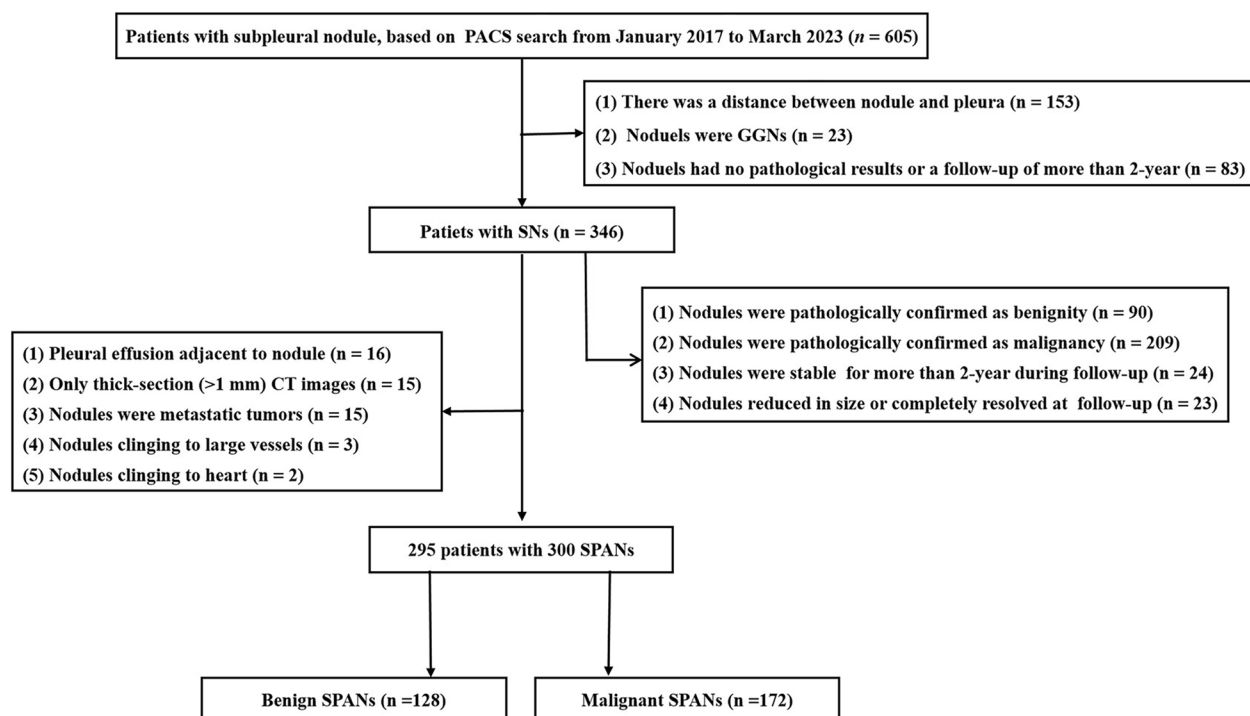 Patients with subpleural nodule, based on PACS search from January 2017 to March 2023 (n = 605)
(1) There was a distance between nodule and pleura (n = 153)
(2) Noduels were GGNs (n = 23)
(3) Noduels had no pathological results or a follow-up of more than 2-year (n = 83)
Patiets with SNs (n = 346)
(1) Nodules were pathologically confirmed as benignity (n = 90)
(2) Nodules were pathologically confirmed as malignancy (n = 209)
(3) Nodules were stable for more than 2-year during follow-up (n = 24)
(4) Nodules reduced in size or completely resolved at follow-up (n = 23)
(1) Pleural effusion adjacent to nodule (n = 16)
(2) Only thick-section (>1 mm) CT images (n = 15)
(3) Nodules were metastatic tumors (n = 15)
(4) Nodules clinging to large vessels (n = 3)
(5) Nodules clinging to heart (n = 2)
295 patients with 300 SPANs
Benign SPANs (n =128)
Malignant SPANs (n =172)